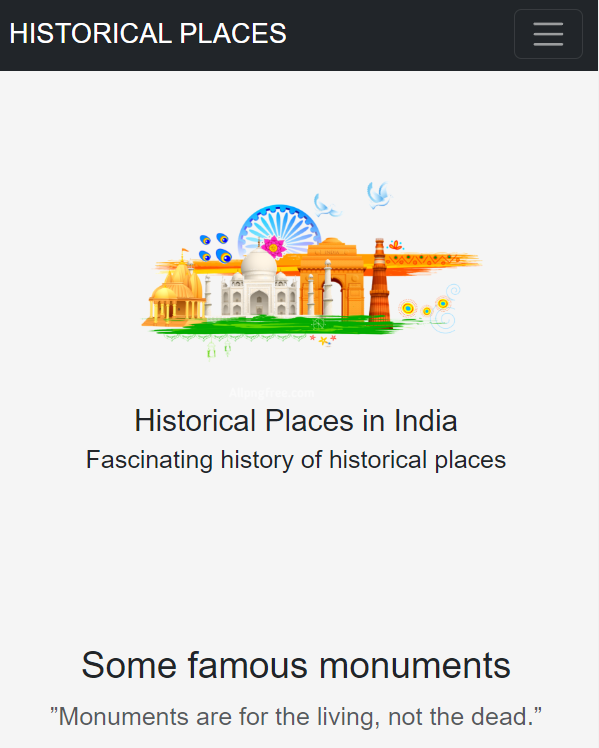 HISTORICAL PLACES
Historical Places in India
Fascinating history of historical places
Some famous monuments
”Monuments are for the living, not the dead.”